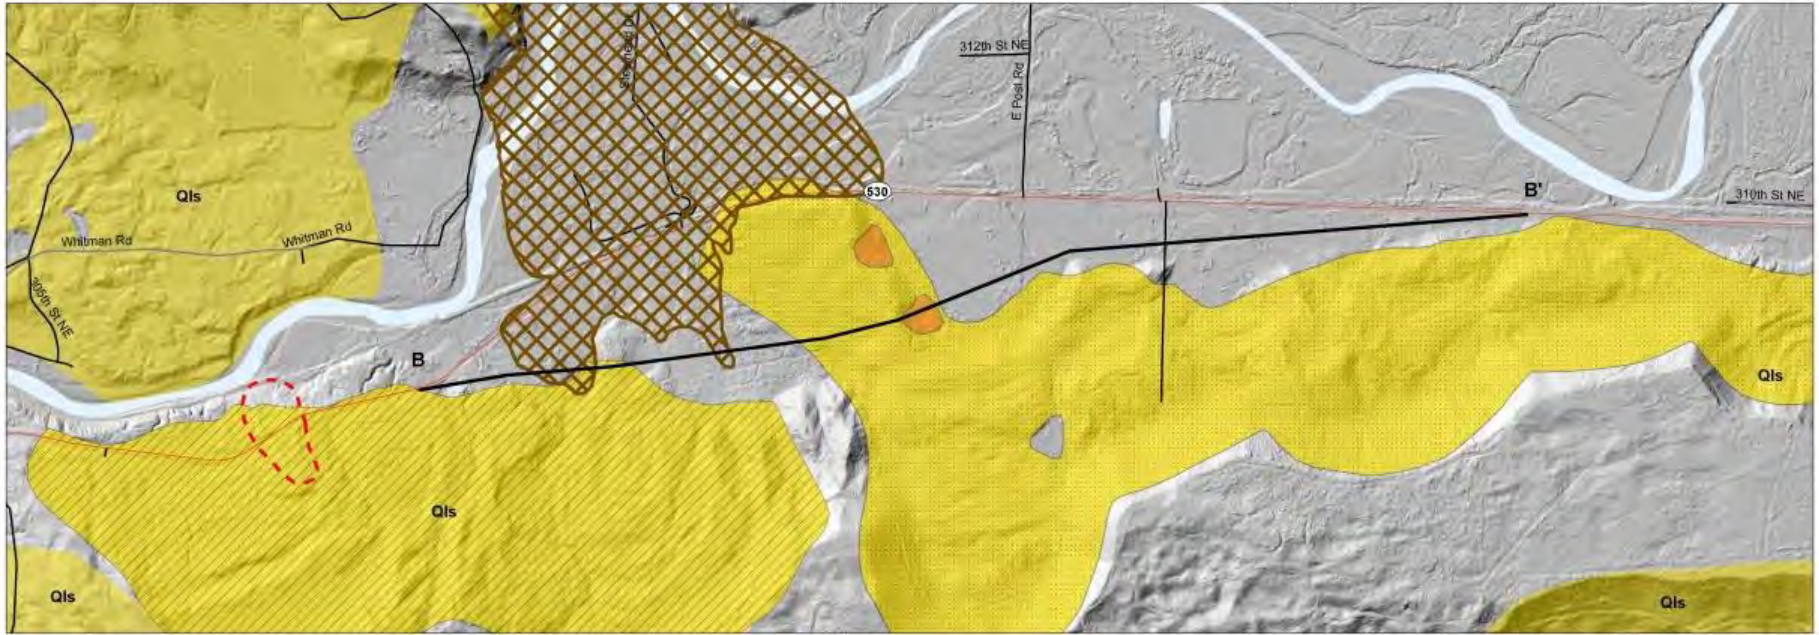 312th St NE
E Post Rd
Qls
530
B'
310th St NE
Whitman Rd
Whitman Rd
305th St NE
B
Qls
Qls
Qls
Qls